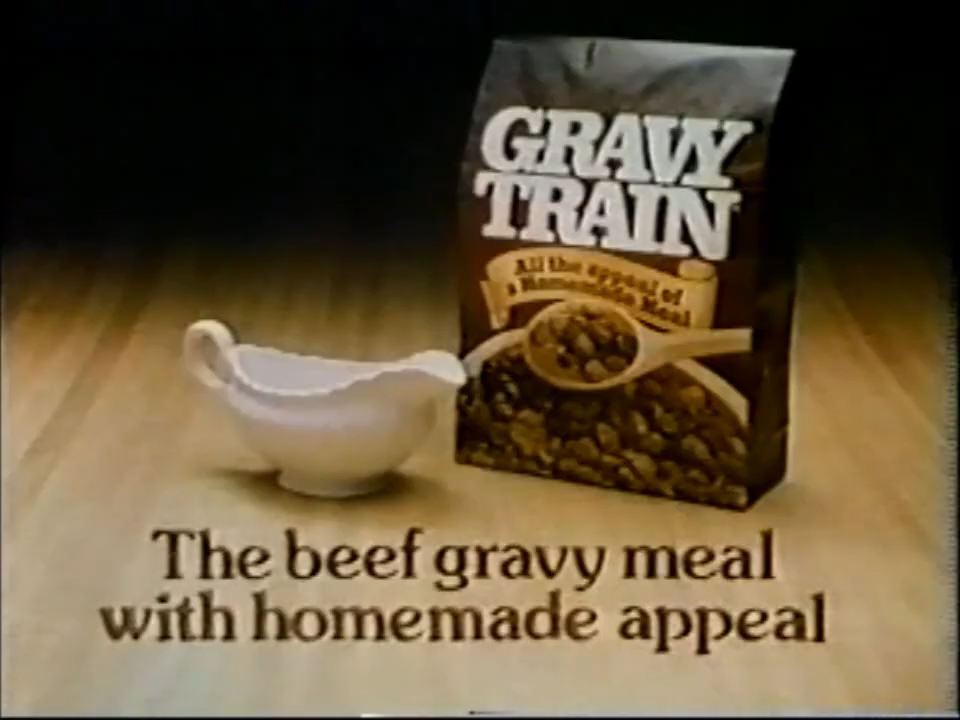 GRAVY
TRAIN
All the appeal of
a Homemade Meal
The beef gravy meal
with homemade appeal